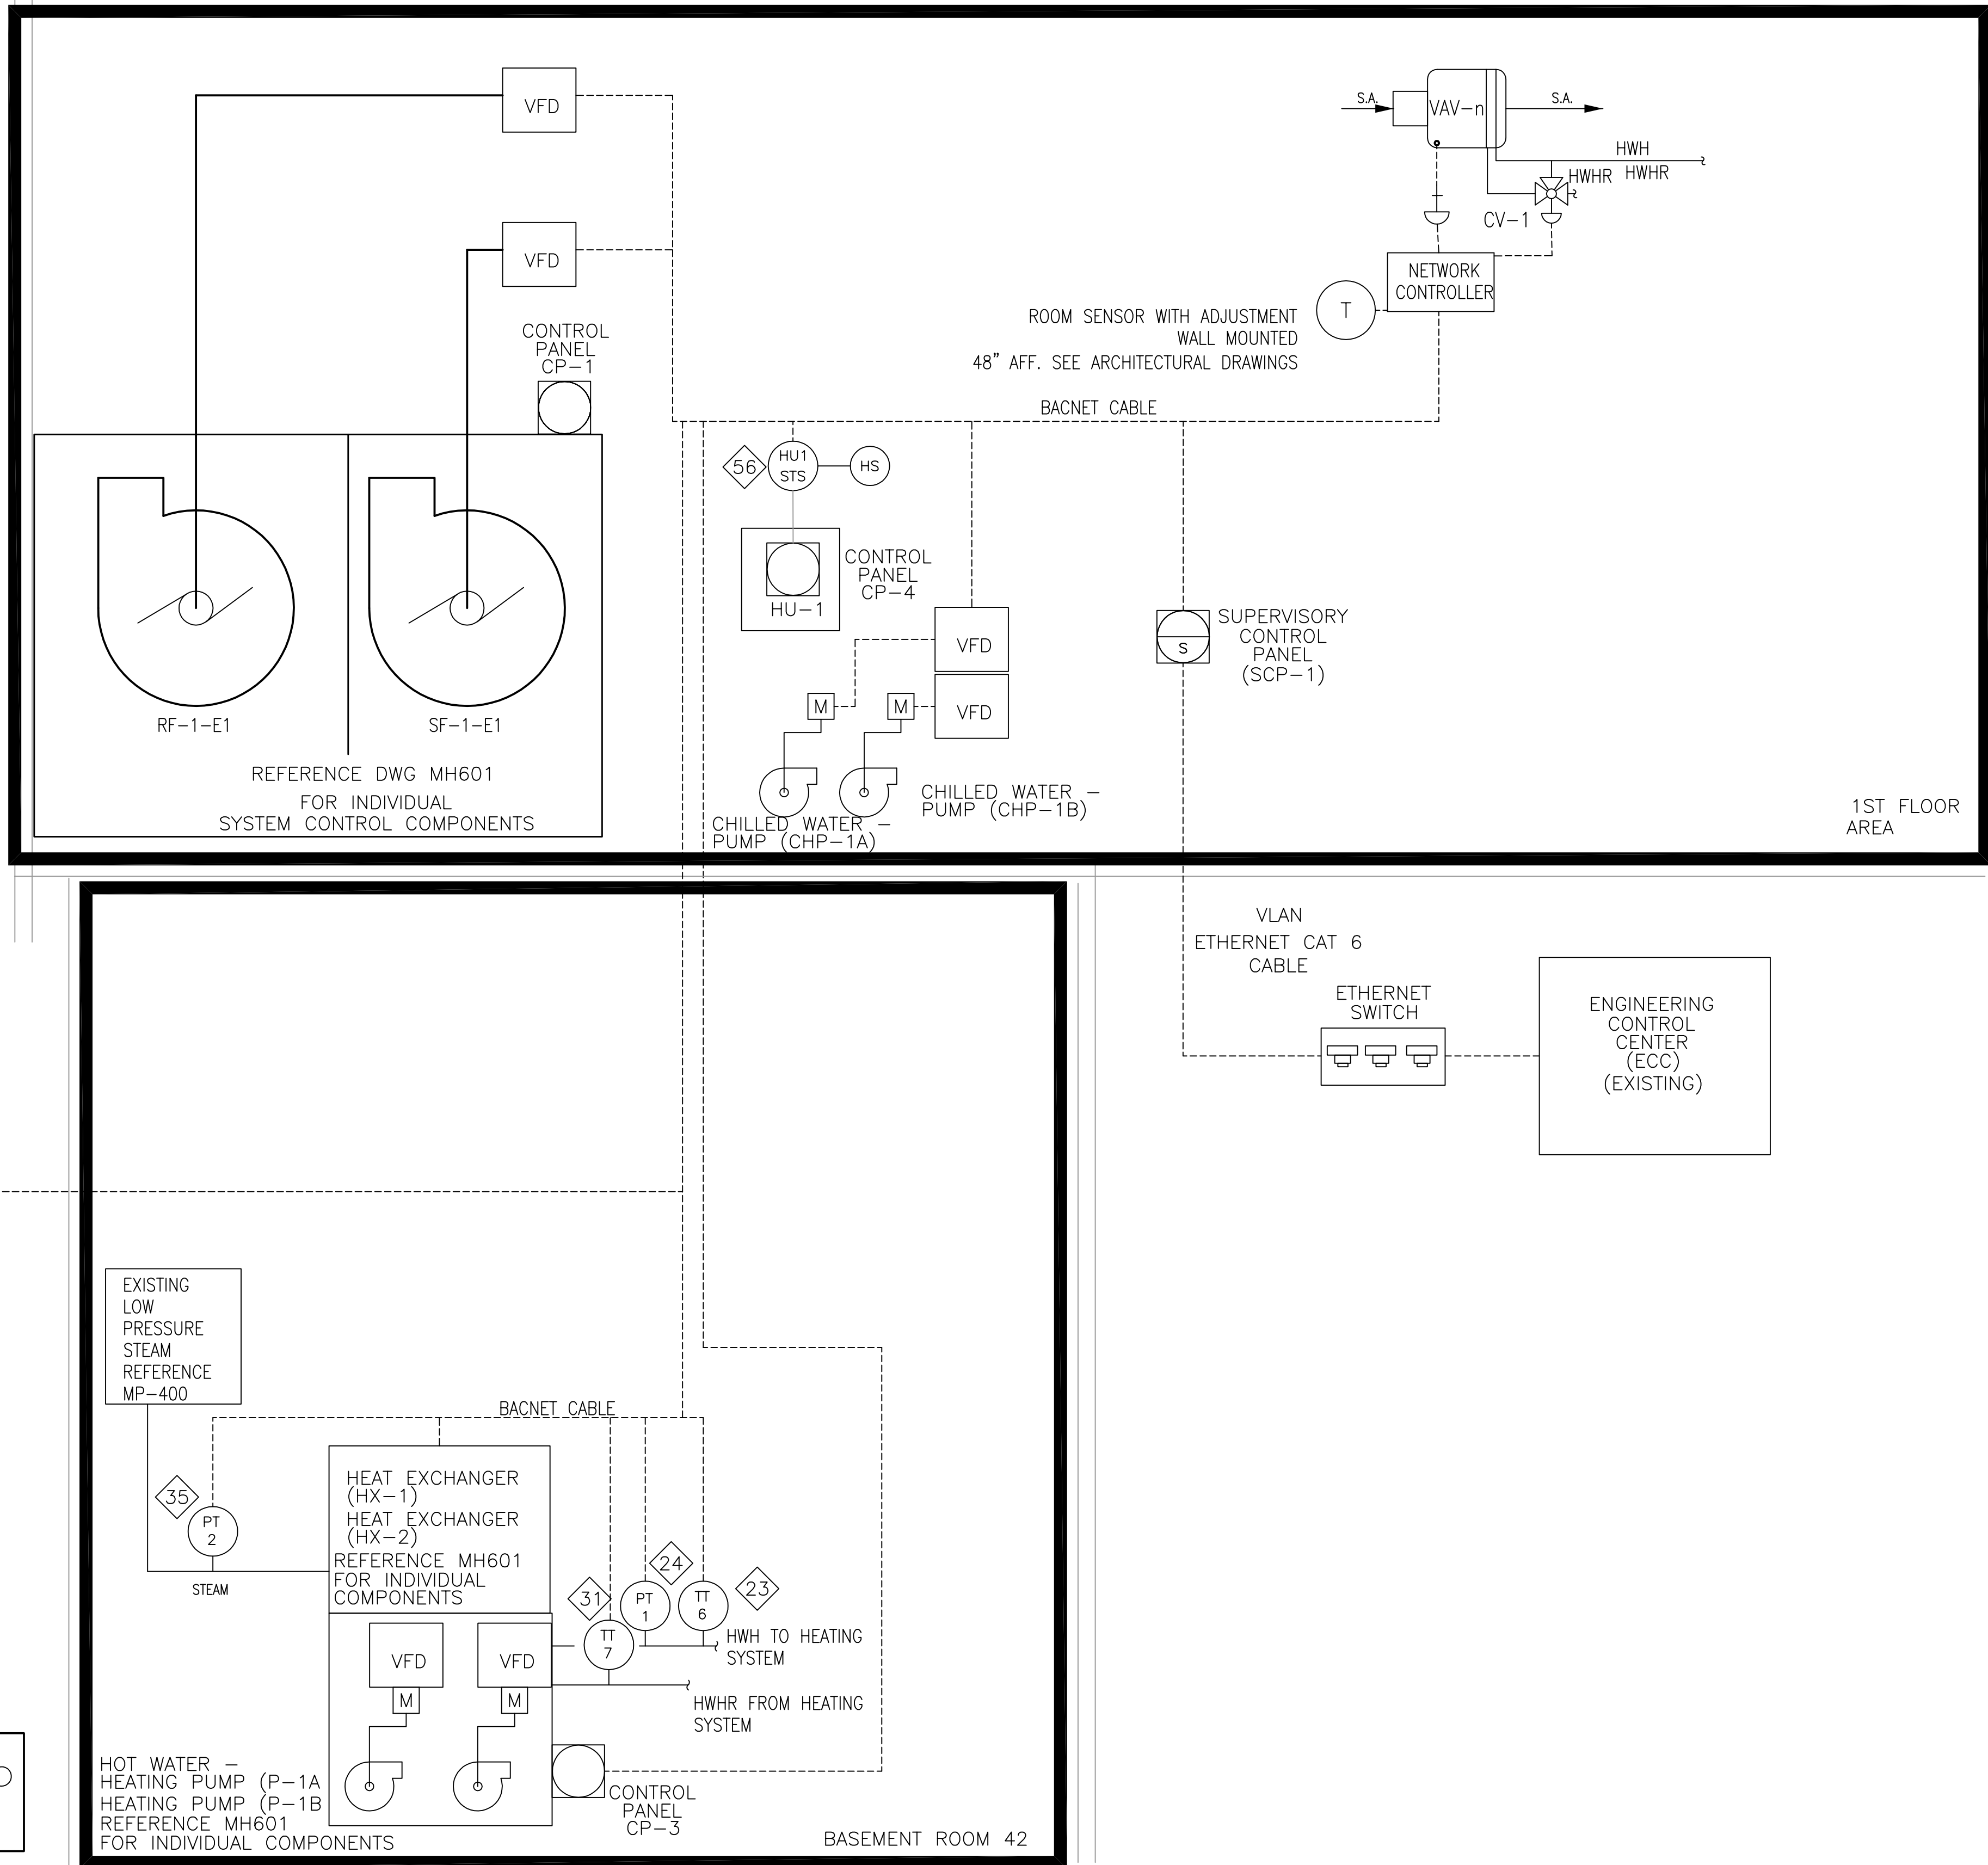 VFD
VFD
CONTROL
PANEL
CP-1
RF-1-E1
SF-1-E1
REFERENCE DWG MH601
FOR INDIVIDUAL
SYSTEM CONTROL COMPONENTS
S.A.
VAV-n
S.A.
HWH
HWHR
HWHR
CV-1
NETWORK
CONTROLLER
T
ROOM SENSOR WITH ADJUSTMENT
WALL MOUNTED
48" AFF. SEE ARCHITECTURAL DRAWINGS
BACNET CABLE
56
HU1
STS
HS
CONTROL
PANEL
CP-4
HU-1
VFD
VFD
M
M
CHILLED WATER -
PUMP (CHP-1B)
CHILLED WATER -
PUMP (CHP-1A)
S
SUPERVISORY
CONTROL
PANEL
(SCP-1)
1ST FLOOR
AREA
VLAN
ETHERNET CAT 6
CABLE
ETHERNET
SWITCH
ENGINEERING
CONTROL
CENTER
(ECC)
(EXISTING)
EXISTING
LOW
PRESSURE
STEAM
REFERENCE
MP-400
BACNET CABLE
35
PT
2
STEAM
HEAT EXCHANGER
(HX-1)
HEAT EXCHANGER
(HX-2)
REFERENCE MH601
FOR INDIVIDUAL
COMPONENTS
31
24
23
TT
7
PT
1
TT
6
HWH TO HEATING
SYSTEM
HWHR FROM HEATING
SYSTEM
VFD
VFD
M
M
CONTROL
PANEL
CP-3
HOT WATER -
HEATING PUMP (P-1A
HEATING PUMP (P-1B
REFERENCE MH601
FOR INDIVIDUAL COMPONENTS
BASEMENT ROOM 42